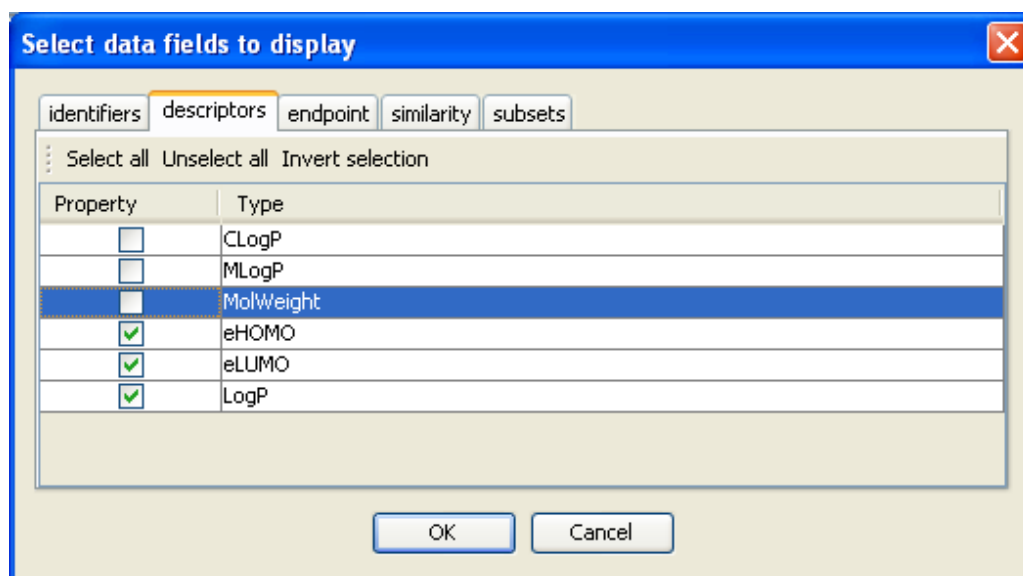 Select data fields to display
identifiers descriptors endpoint similarity subsets
Select all Unselect all Invert selection
Property Type
CLogP
MLogP
MolWeight
eHOMO
eLUMO
LogP
OK Cancel